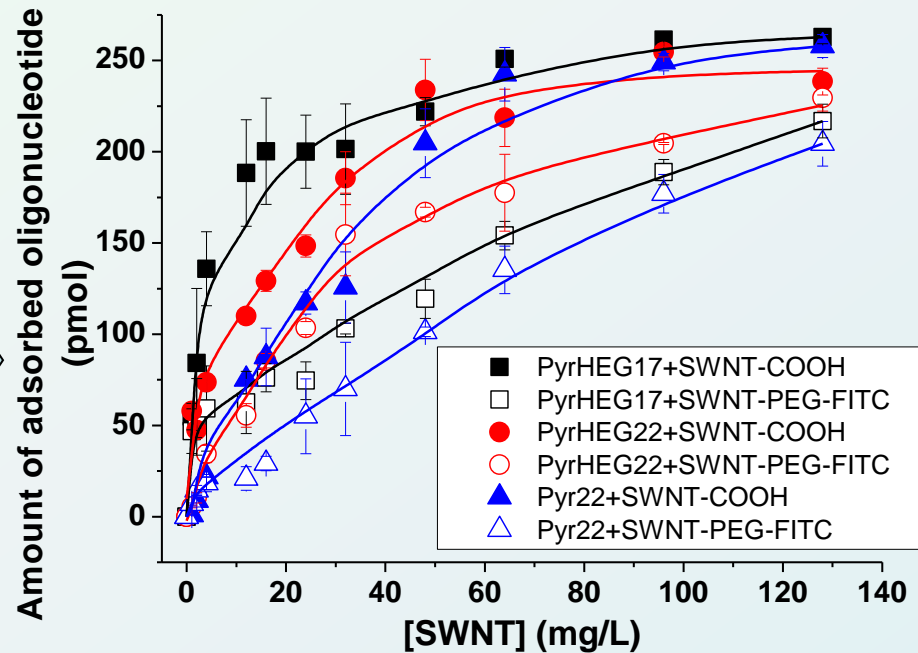 Amount of adsorbed oligonucleotide
(pmol)
250
200
150
100
50
0
0 20 40 60 80 100 120 140
[SWNT] (mg/L)
PyrHEG17+SWNT-COOH
PyrHEG17+SWNT-PEG-FITC
PyrHEG22+SWNT-COOH
PyrHEG22+SWNT-PEG-FITC
Pyr22+SWNT-COOH
Pyr22+SWNT-PEG-FITC